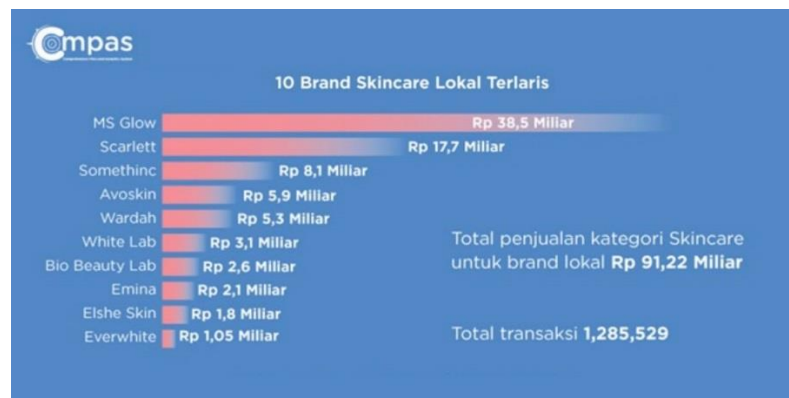 Compas
10 Brand Skincare Lokal Terlaris
MS Glow Rp 38,5 Miliar
Scarlett Rp 17,7 Miliar
Somethinc Rp 8,1 Miliar
Avoskin Rp 5,9 Miliar
Wardah Rp 5,3 Miliar
White Lab Rp 3,1 Miliar
Bio Beauty Lab Rp 2,6 Miliar
Emina Rp 2,1 Miliar
Elshe Skin Rp 1,8 Miliar
Everwhite Rp 1,05 Miliar
Total penjualan kategori Skincare
untuk brand lokal Rp 91,22 Miliar
Total transaksi 1,285,529